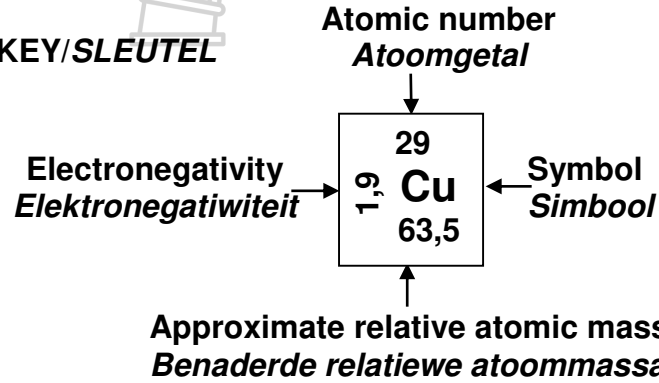 KEY/SLEUTEL
Atomic number
Atoomgetal
29
Electronegativity
Elektronegatiwiteit
1,9
Cu
Symbol
Simbool
63,5
Approximate relative atomic mass
Benaderde relatiewe atoommassa